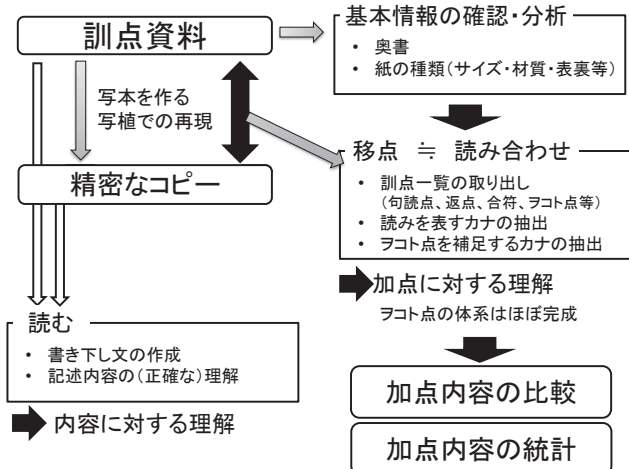 訓点資料
写本を作る
写植での再現
精密なコピー
読む
・ 書き下し文の作成
・ 記述内容の(正確な)理解
内容に対する理解
基本情報の確認・分析
・ 奥書
・ 紙の種類(サイズ・材質・表裏等)
移点 ≒ 読み合わせ
・ 訓点一覧の取り出し
(句読点、返点、合符、ヲコト点等)
・ 読みを表すカナの抽出
・ ヲコト点を補足するカナの抽出
加点に対する理解
ヲコト点の体系はほぼ完成
加点内容の比較
加点内容の統計